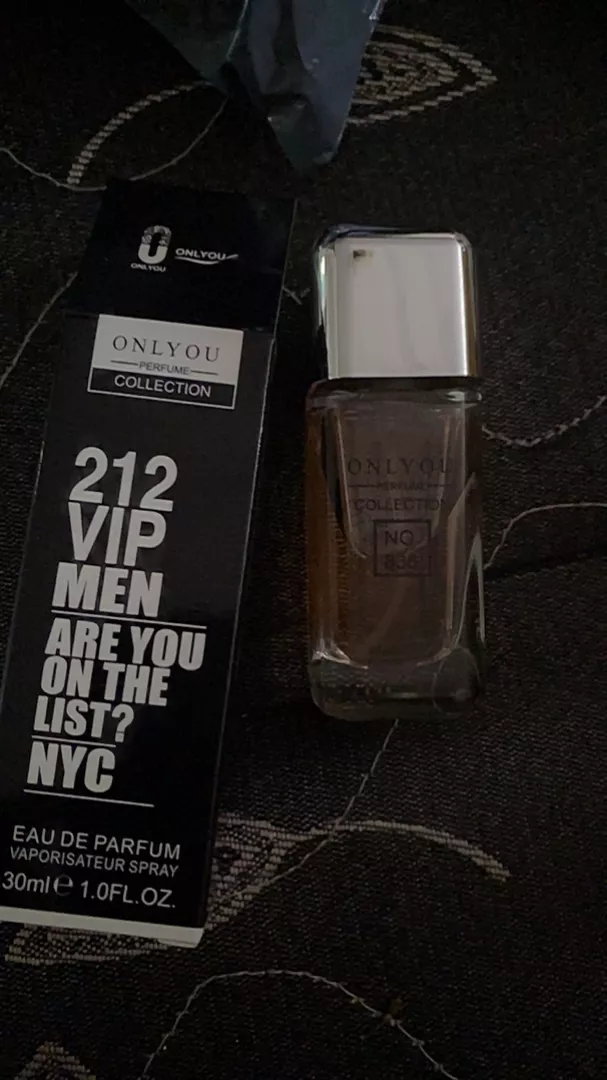 ONLYOU
ONLYOU
ONLYOU
PERFUME
COLLECTION
212
VIP
MEN
ARE YOU
ON THE
LIST?
NYC
EAU DE PARFUM
VAPORISATEUR SPRAY
30ml e 1.0FL.OZ.
ONLYOU
PERFUME
COLLECTION
NO